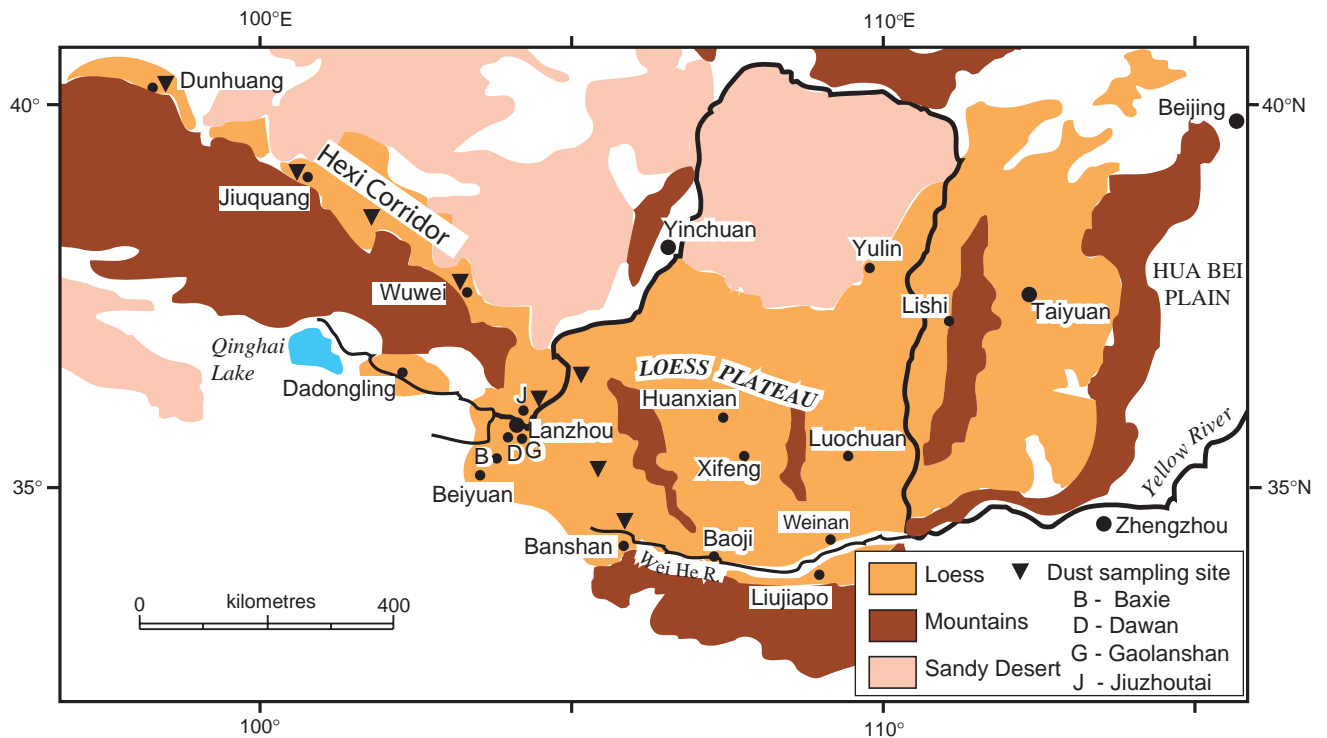 100°E
110°E
40°
40°N
Dunhuang
Beijing
Jiuquang
Hexi Corridor
Yinchuan
Yulin
HUA BEI
PLAIN
Wuwei
Lishi
Taiyuan
Qinghai
Lake
Dadongling
LOESS PLATEAU
Huanxian
J
Lanzhou
Luochuan
B
D
G
Xifeng
Yellow River
35°
35°N
Beiyuan
Weinan
Zhengzhou
Banshan
Baoji
Wei He R.
Liujiapo
0
kilometres
400
Loess
Mountains
Sandy Desert
Dust sampling site
B - Baxie
D - Dawan
G - Gaolanshan
J - Jiuzhoutai
100°
110°